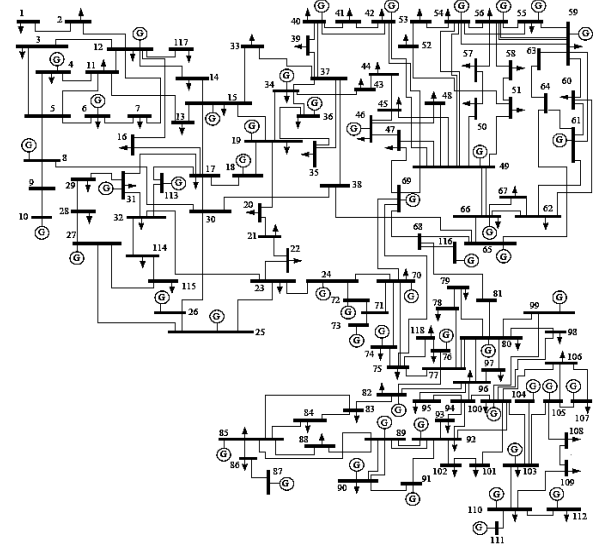 G G G G G
1 2 40 41 42 53 54 56 55 59
3 12 117 G 39 52 G
33 57 58 63
4 11 14 34 37 44 43 60
G G G 64
5 6 7 13 15 G 36 45 48 51 61
G 46 50 G
16 19 G 47
G 8 18 G 35 49 G
29 17 38
9 31 G 113 69 67
G 20 G
10 28 32 30 66 62
G 21 68 G
27 22 116 65 G
114 G
G 23 24 70 79 81
115 G 72 G 71 G 78 99 G
26 73 118 G 98
G 25 G 74 76 80 G
75 77 97 106
82 96 104 G G G
83 G 95 94 100 G 105 107
84 G 93
85 88 89 G 92 108
G 86 102 101 G 103
87 G G 91 109
90 G G G
110 112
G 111